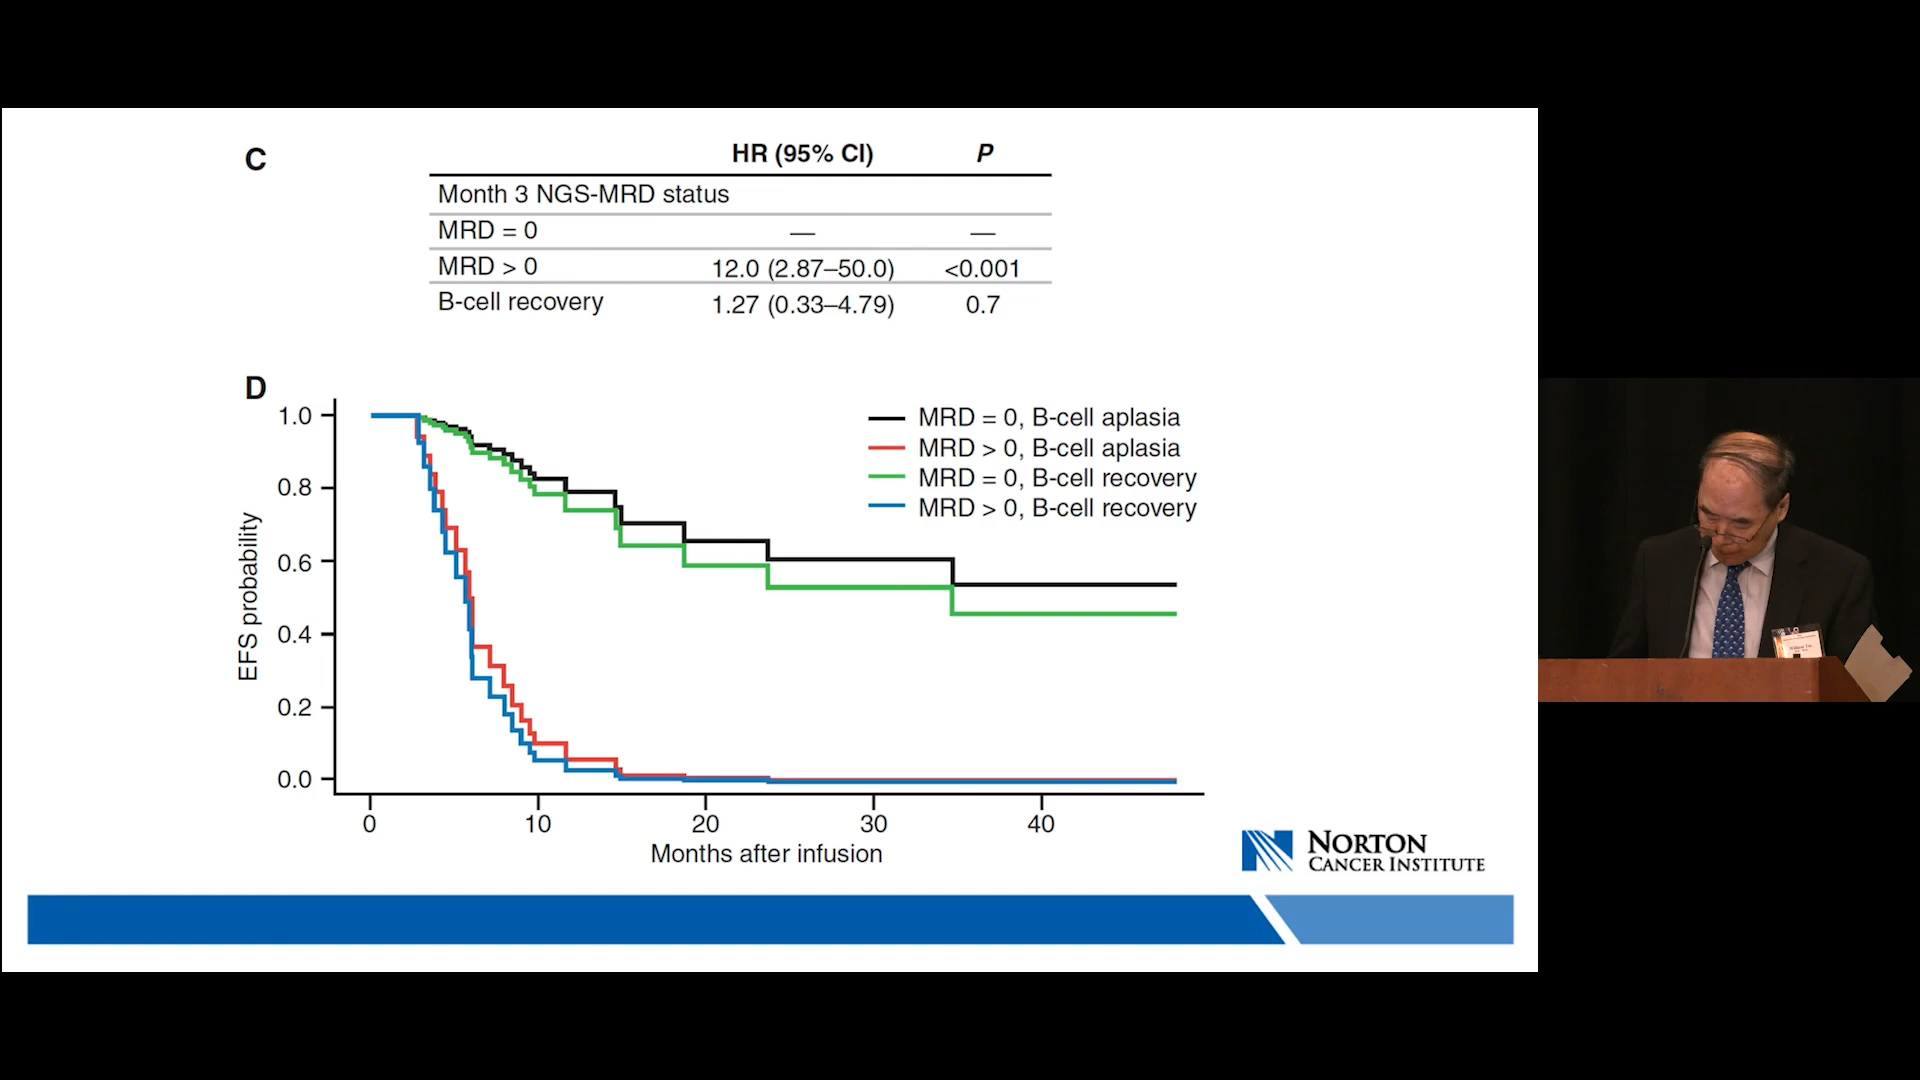 C
HR (95% CI) P
Month 3 NGS-MRD status
MRD = 0 — —
MRD > 0 12.0 (2.87–50.0) <0.001
B-cell recovery 1.27 (0.33–4.79) 0.7
D
MRD = 0, B-cell aplasia
MRD > 0, B-cell aplasia
MRD = 0, B-cell recovery
MRD > 0, B-cell recovery
EFS probability
1.0
0.8
0.6
0.4
0.2
0.0
0 10 20 30 40
Months after infusion
NORTON
CANCER INSTITUTE